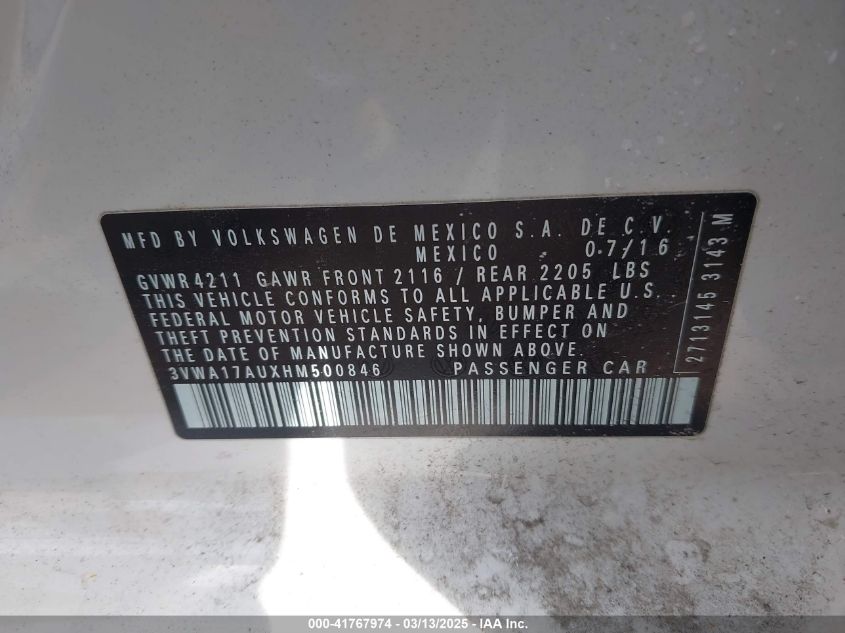 MFD BY VOLKSWAGEN DE MEXICO S.A. DE C.V.
MEXICO 07/16
GVWR 4211 GAWR FRONT 2116 / REAR 2205 LBS
THIS VEHICLE CONFORMS TO ALL APPLICABLE U.S.
FEDERAL MOTOR VEHICLE SAFETY, BUMPER AND
THEFT PREVENTION STANDARDS IN EFFECT ON
THE DATE OF MANUFACTURE SHOWN ABOVE.
3VWA17AUXHM500846 PASSENGER CAR
2713145 3143 M
000-41767974 - 03/13/2025 - IAA Inc.